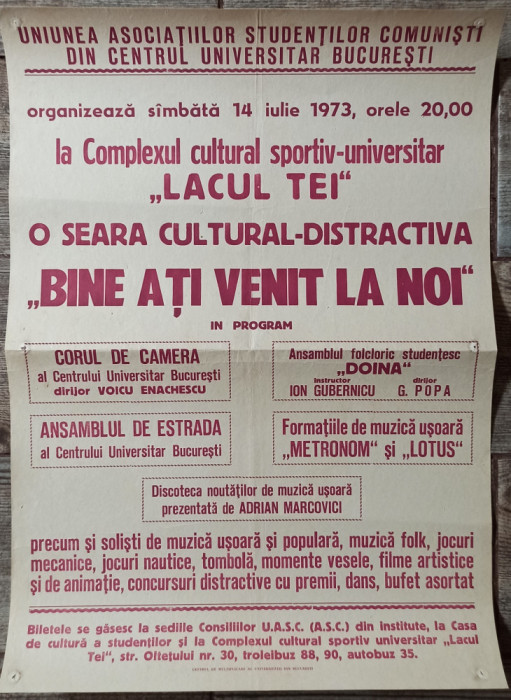 UNIUNEA ASOCIAȚIILOR STUDENȚILOR COMUNIȘTI
DIN CENTRUL UNIVERSITAR BUCUREȘTI
organizează sîmbătă 14 iulie 1973, orele 20,00
la Complexul cultural sportiv-universitar
„LACUL TEI"
O SEARA CULTURAL-DISTRACTIVA
„BINE AȚI VENIT LA NOI"
IN PROGRAM
CORUL DE CAMERA
al Centrului Universitar București
dirijor VOICU ENACHESCU
Ansamblul folcloric studențesc
„DOINA"
instructor dirijor
ION GUBERNICU G. POPA
ANSAMBLUL DE ESTRADA
al Centrului Universitar București
Formațiile de muzică ușoară
„METRONOM" și „LOTUS"
Discoteca noutăților de muzică ușoară
prezentată de ADRIAN MARCOVICI
precum și soliști de muzică ușoară și populară, muzică folk, jocuri
mecanice, jocuri nautice, tombolă, momente vesele, filme artistice
și de animație, concursuri distractive cu premii, dans, bufet asortat
Biletele se găsesc la sediile Consiliilor U.A.S.C. (A.S.C.) din institute, la Casa
de cultură a studenților și la Complexul cultural sportiv universitar „Lacul
Tei", str. Oltețului nr. 30, troleibuz 88, 90, autobuz 35.